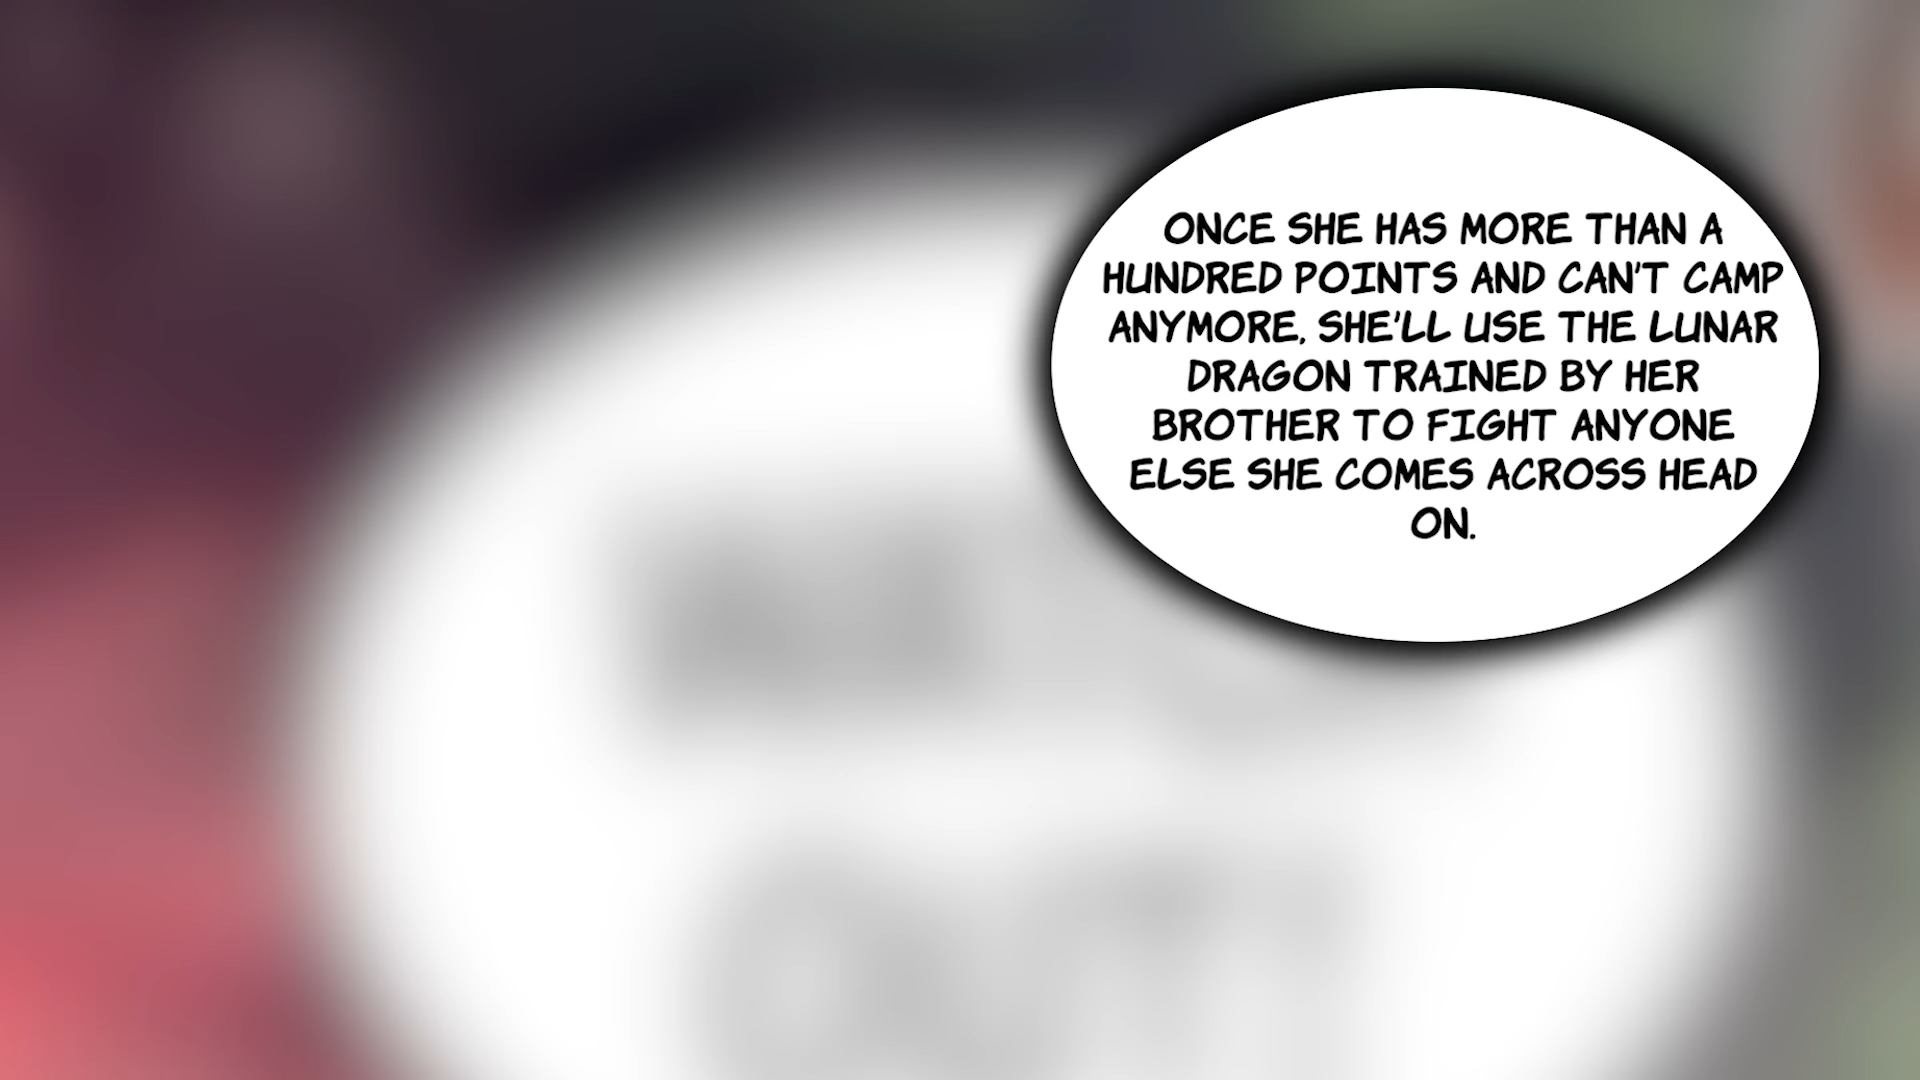 ONCE SHE HAS MORE THAN A
HUNDRED POINTS AND CAN'T CAMP
ANYMORE, SHE'LL USE THE LUNAR
DRAGON TRAINED BY HER
BROTHER TO FIGHT ANYONE
ELSE SHE COMES ACROSS HEAD
ON.